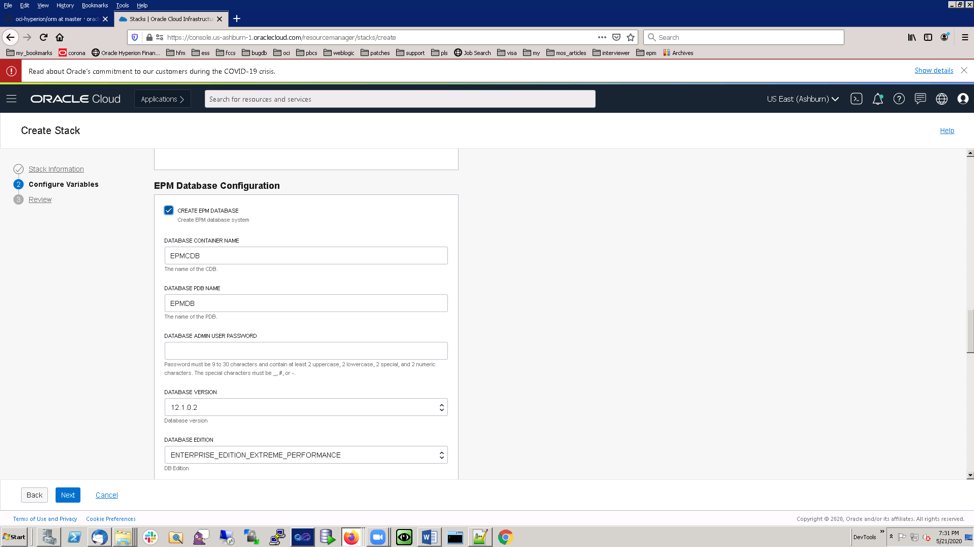 File Edit View History Bookmarks Tools Help
oci-hyperion/orm at master · orac
Stacks | Oracle Cloud Infrastructu
https://console.us-ashburn-1.oraclecloud.com/resourcemanager/stacks/create
Search
my_bookmarks corona Oracle Hyperion Finan... hfm ess fccs bugdb oci pbcs weblogic patches support pls Job Search visa my mos_articles interviewer epm Archives
Read about Oracle's commitment to our customers during the COVID-19 crisis.
Show details
ORACLE Cloud
Applications
Search for resources and services
US East (Ashburn)
Create Stack
Help
Stack Information
2 Configure Variables
3 Review
EPM Database Configuration
CREATE EPM DATABASE
Create EPM database system
DATABASE CONTAINER NAME
EPMCDB
The name of the CDB.
DATABASE PDB NAME
EPMDB
The name of the PDB.
DATABASE ADMIN USER PASSWORD
Password must be 9 to 30 characters and contain at least 2 uppercase, 2 lowercase, 2 special, and 2 numeric
characters. The special characters must be _, #, or -.
DATABASE VERSION
12.1.0.2
Database version
DATABASE EDITION
ENTERPRISE_EDITION_EXTREME_PERFORMANCE
DB Edition
Back
Next
Cancel
Terms of Use and Privacy
Cookie Preferences
Copyright © 2020, Oracle and/or its affiliates. All rights reserved.
Start
DevTools
7:31 PM
5/21/2020